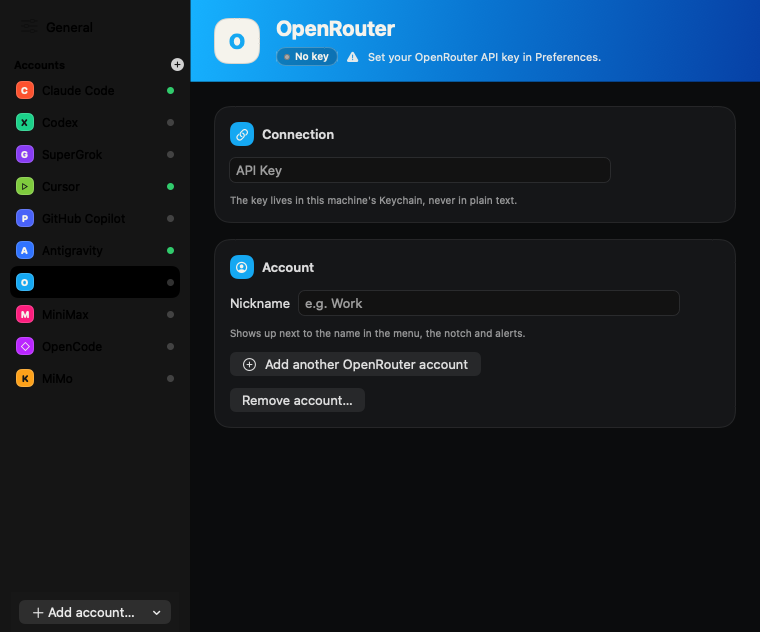 General
Accounts
C Claude Code
X Codex
G SuperGrok
Cursor
P GitHub Copilot
A Antigravity
O
M MiniMax
OpenCode
K MiMo
+ Add account...
O
OpenRouter
No key
Set your OpenRouter API key in Preferences.
Connection
API Key
The key lives in this machine's Keychain, never in plain text.
Account
Nickname e.g. Work
Shows up next to the name in the menu, the notch and alerts.
Add another OpenRouter account
Remove account...